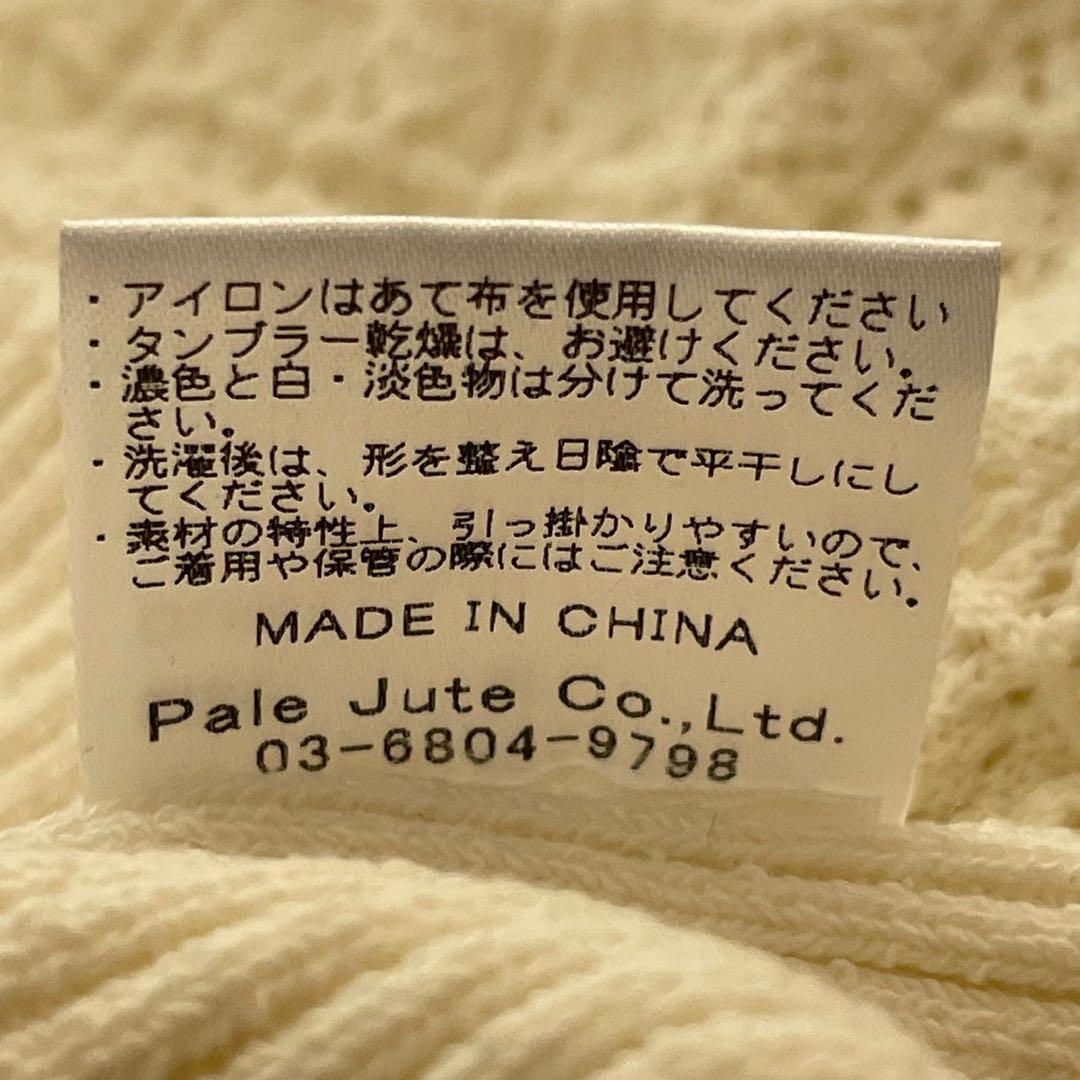 ・アイロンはあて布を使用してください
・タンブラー乾燥は、お避けください。
・濃色と白・淡色物は分けて洗ってくだ
さい。
・洗濯後は、形を整え日陰で平干しにし
てください。
・素材の特性上、引っ掛かりやすいので、
ご着用や保管の際にはご注意ください。
MADE IN CHINA
Pale Jute Co.,Ltd.
03-6804-9798